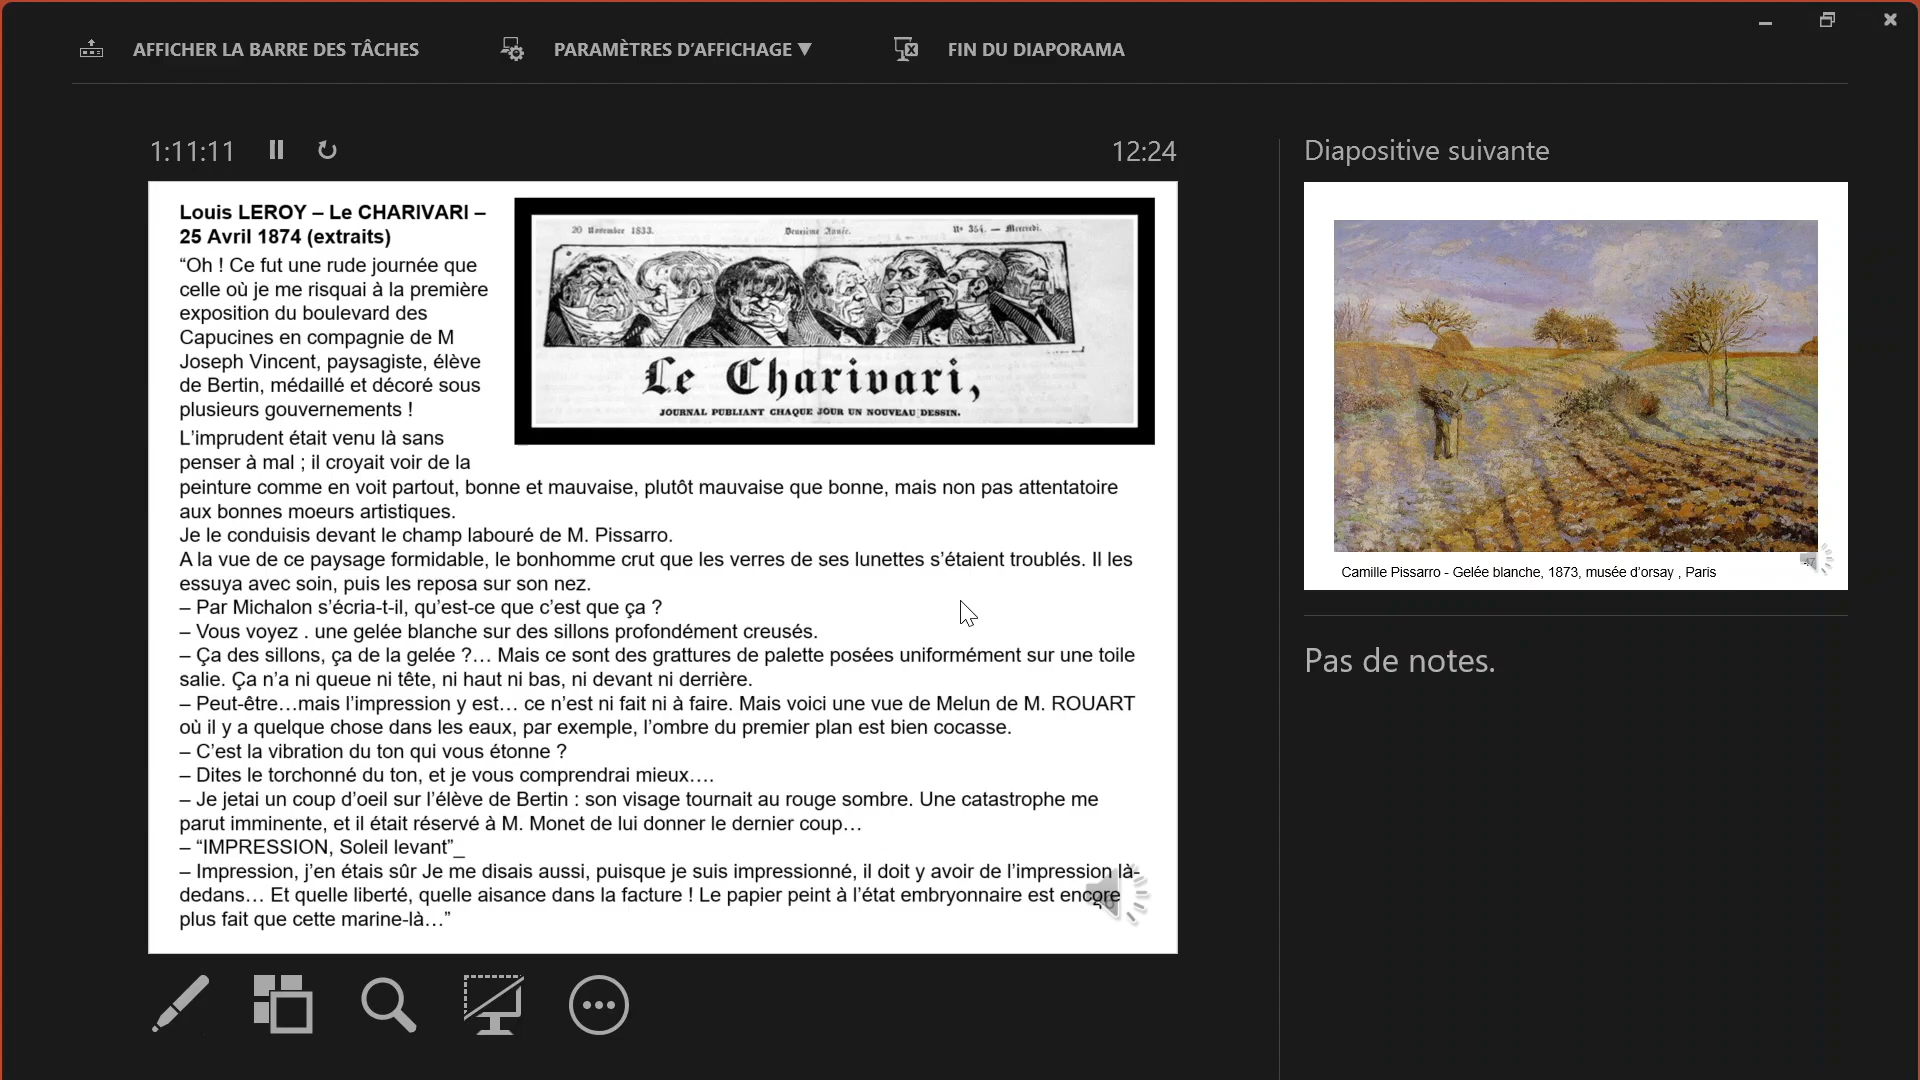 AFFICHER LA BARRE DES TÂCHES
PARAMÈTRES D'AFFICHAGE ▼
FIN DU DIAPORAMA
1:11:11
12:24
Diapositive suivante
Louis LEROY – Le CHARIVARI –
25 Avril 1874 (extraits)
“Oh ! Ce fut une rude journée que
celle où je me risquai à la première
exposition du boulevard des
Capucines en compagnie de M
Joseph Vincent, paysagiste, élève
de Bertin, médaillé et décoré sous
plusieurs gouvernements !
L’imprudent était venu là sans
penser à mal ; il croyait voir de la
peinture comme en voit partout, bonne et mauvaise, plutôt mauvaise que bonne, mais non pas attentatoire
aux bonnes moeurs artistiques.
Je le conduisis devant le champ labouré de M. Pissarro.
A la vue de ce paysage formidable, le bonhomme crut que les verres de ses lunettes s’étaient troublés. Il les
essuya avec soin, puis les reposa sur son nez.
– Par Michalon s’écria-t-il, qu’est-ce que c’est que ça ?
– Vous voyez . une gelée blanche sur des sillons profondément creusés.
– Ça des sillons, ça de la gelée ?… Mais ce sont des grattures de palette posées uniformément sur une toile
salie. Ça n’a ni queue ni tête, ni haut ni bas, ni devant ni derrière.
– Peut-être…mais l’impression y est… ce n’est ni fait ni à faire. Mais voici une vue de Melun de M. ROUART
où il y a quelque chose dans les eaux, par exemple, l’ombre du premier plan est bien cocasse.
– C’est la vibration du ton qui vous étonne ?
– Dites le torchonné du ton, et je vous comprendrai mieux….
– Je jetai un coup d’oeil sur l’élève de Bertin : son visage tournait au rouge sombre. Une catastrophe me
parut imminente, et il était réservé à M. Monet de lui donner le dernier coup…
– “IMPRESSION, Soleil levant”_
– Impression, j’en étais sûr Je me disais aussi, puisque je suis impressionné, il doit y avoir de l’impression là-
dedans… Et quelle liberté, quelle aisance dans la facture ! Le papier peint à l’état embryonnaire est encore
plus fait que cette marine-là…”
20 Novembre 1833.
Deuxième Année.
Nº 354. — Mercredi.
Le Charivari,
JOURNAL PUBLIANT CHAQUE JOUR UN NOUVEAU DESSIN.
Camille Pissarro - Gelée blanche, 1873, musée d’orsay , Paris
47
Pas de notes.